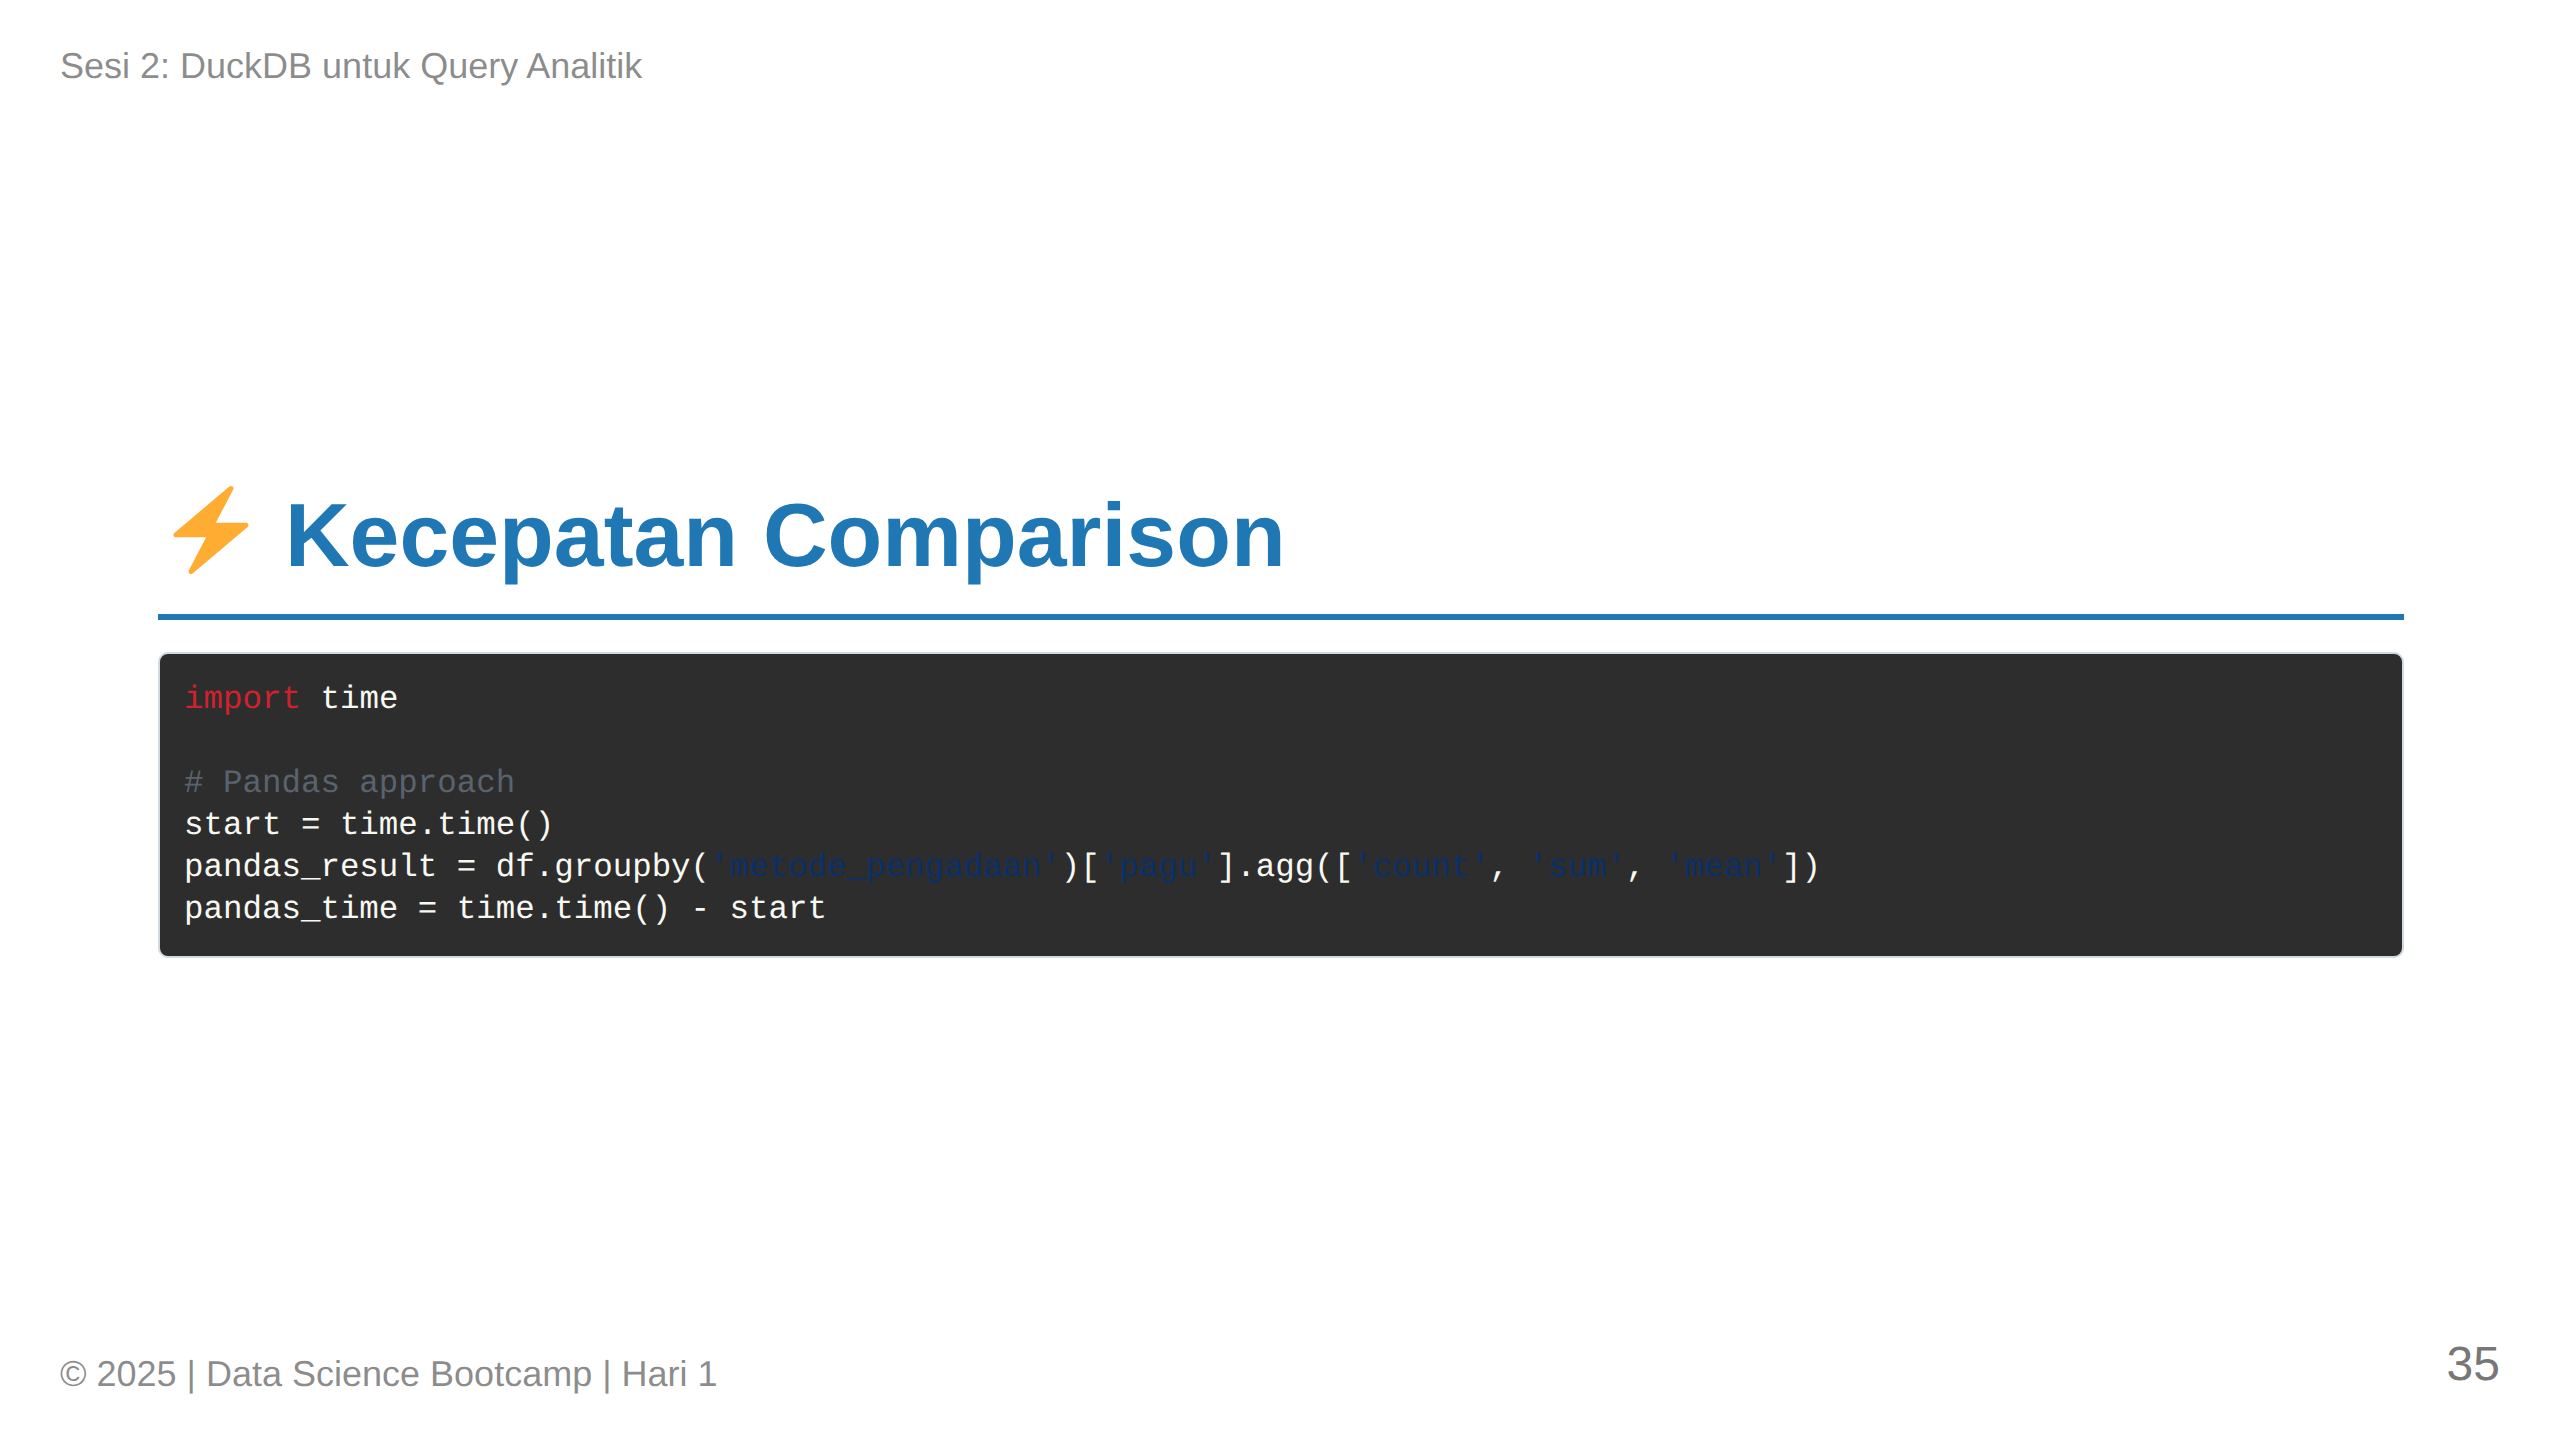 Sesi 2: DuckDB untuk Query Analitik
⚡ Kecepatan Comparison
import time
# Pandas approach
start = time.time()
pandas_result = df.groupby('metode_pengadaan')['pagu'].agg(['count', 'sum', 'mean'])
pandas_time = time.time() - start
© 2025 | Data Science Bootcamp | Hari 1
35